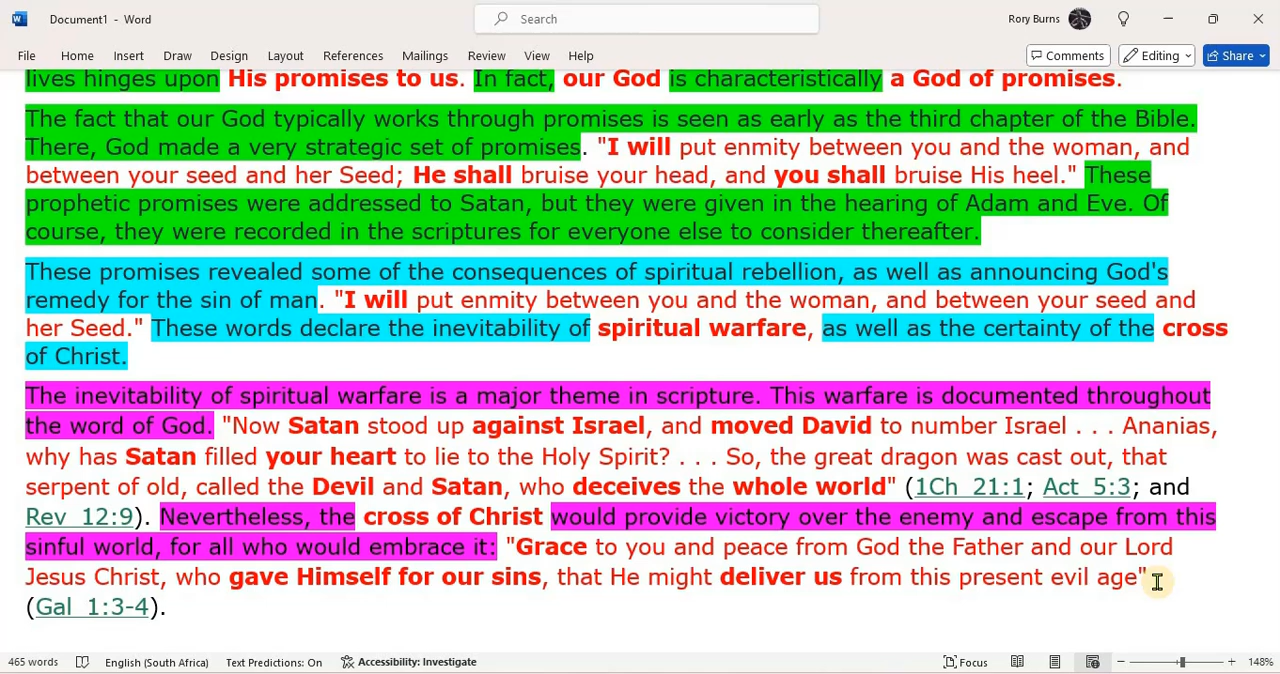 Document1 - Word
Search
Rory Burns
File Home Insert Draw Design Layout References Mailings Review View Help
Comments Editing Share
lives hinges upon His promises to us. In fact, our God is characteristically a God of promises.
The fact that our God typically works through promises is seen as early as the third chapter of the Bible.
There, God made a very strategic set of promises. "I will put enmity between you and the woman, and
between your seed and her Seed; He shall bruise your head, and you shall bruise His heel." These
prophetic promises were addressed to Satan, but they were given in the hearing of Adam and Eve. Of
course, they were recorded in the scriptures for everyone else to consider thereafter.
These promises revealed some of the consequences of spiritual rebellion, as well as announcing God's
remedy for the sin of man. "I will put enmity between you and the woman, and between your seed and
her Seed." These words declare the inevitability of spiritual warfare, as well as the certainty of the cross
of Christ.
The inevitability of spiritual warfare is a major theme in scripture. This warfare is documented throughout
the word of God. "Now Satan stood up against Israel, and moved David to number Israel . . . Ananias,
why has Satan filled your heart to lie to the Holy Spirit? . . . So, the great dragon was cast out, that
serpent of old, called the Devil and Satan, who deceives the whole world" (1Ch 21:1; Act 5:3; and
Rev 12:9). Nevertheless, the cross of Christ would provide victory over the enemy and escape from this
sinful world, for all who would embrace it: "Grace to you and peace from God the Father and our Lord
Jesus Christ, who gave Himself for our sins, that He might deliver us from this present evil age"
(Gal 1:3-4).
465 words English (South Africa) Text Predictions: On Accessibility: Investigate Focus 148%